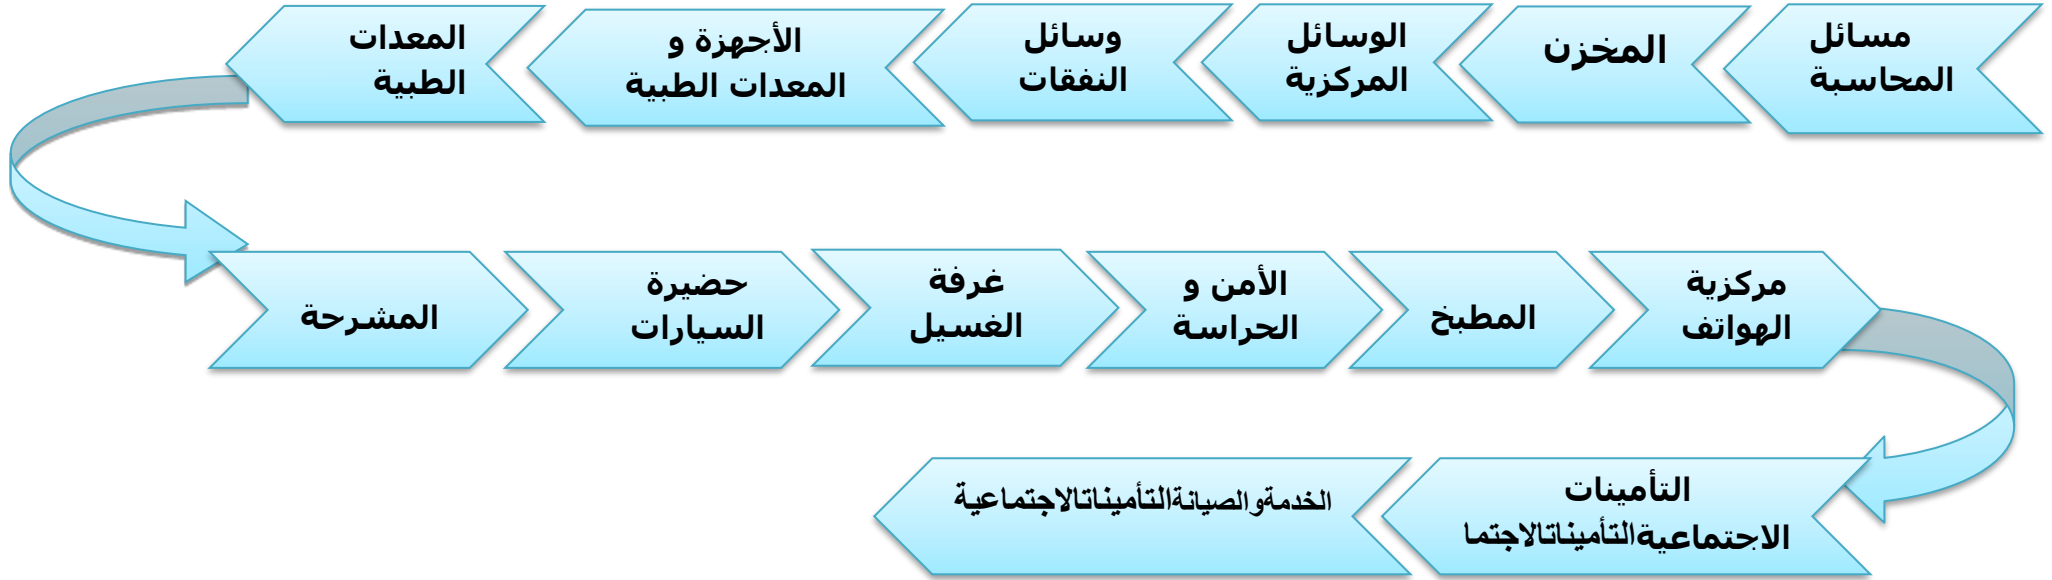 مسائل
المحاسبة
المخزن
الوسائل
المركزية
وسائل
النفقات
الأجهزة و
المعدات الطبية
المعدات
الطبية
المشرحة
حضيرة
السيارات
غرفة
الغسيل
الأمن و
الحراسة
المطبخ
مركزية
الهواتف
التأمينات
الاجتماعيةالتأميناتالاجتما
الخدمةوالصيانةالتأميناتالاجتماعية